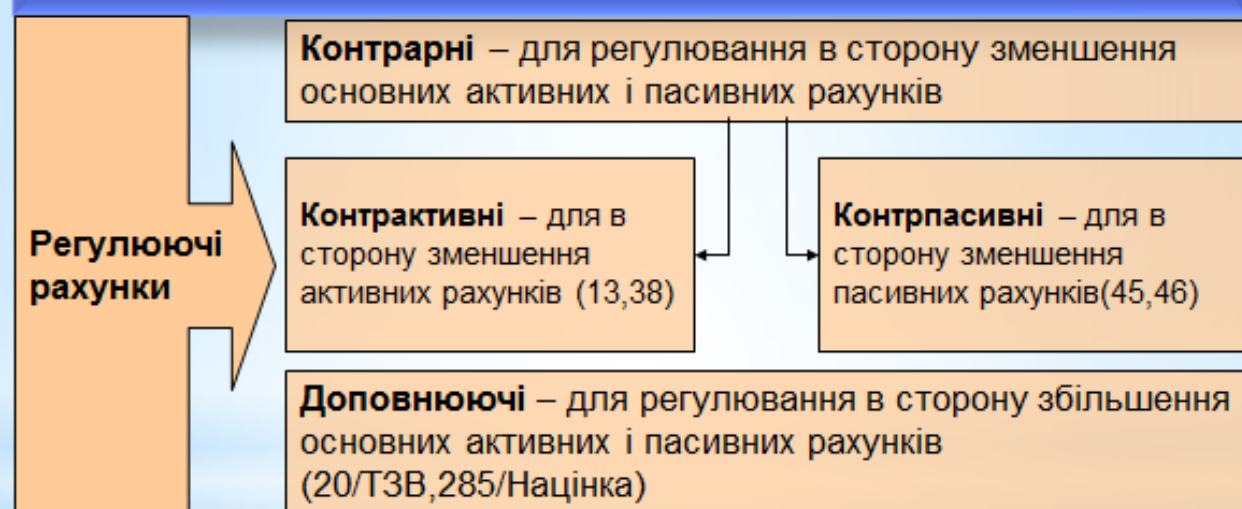 Контрарні – для регулювання в сторону зменшення
основних активних і пасивних рахунків
Регулюючі
рахунки
Контрактивні – для в
сторону зменшення
активних рахунків (13,38)
Контрпасивні – для в
сторону зменшення
пасивних рахунків(45,46)
Доповнюючі – для регулювання в сторону збільшення
основних активних і пасивних рахунків
(20/ТЗВ,285/Націнка)